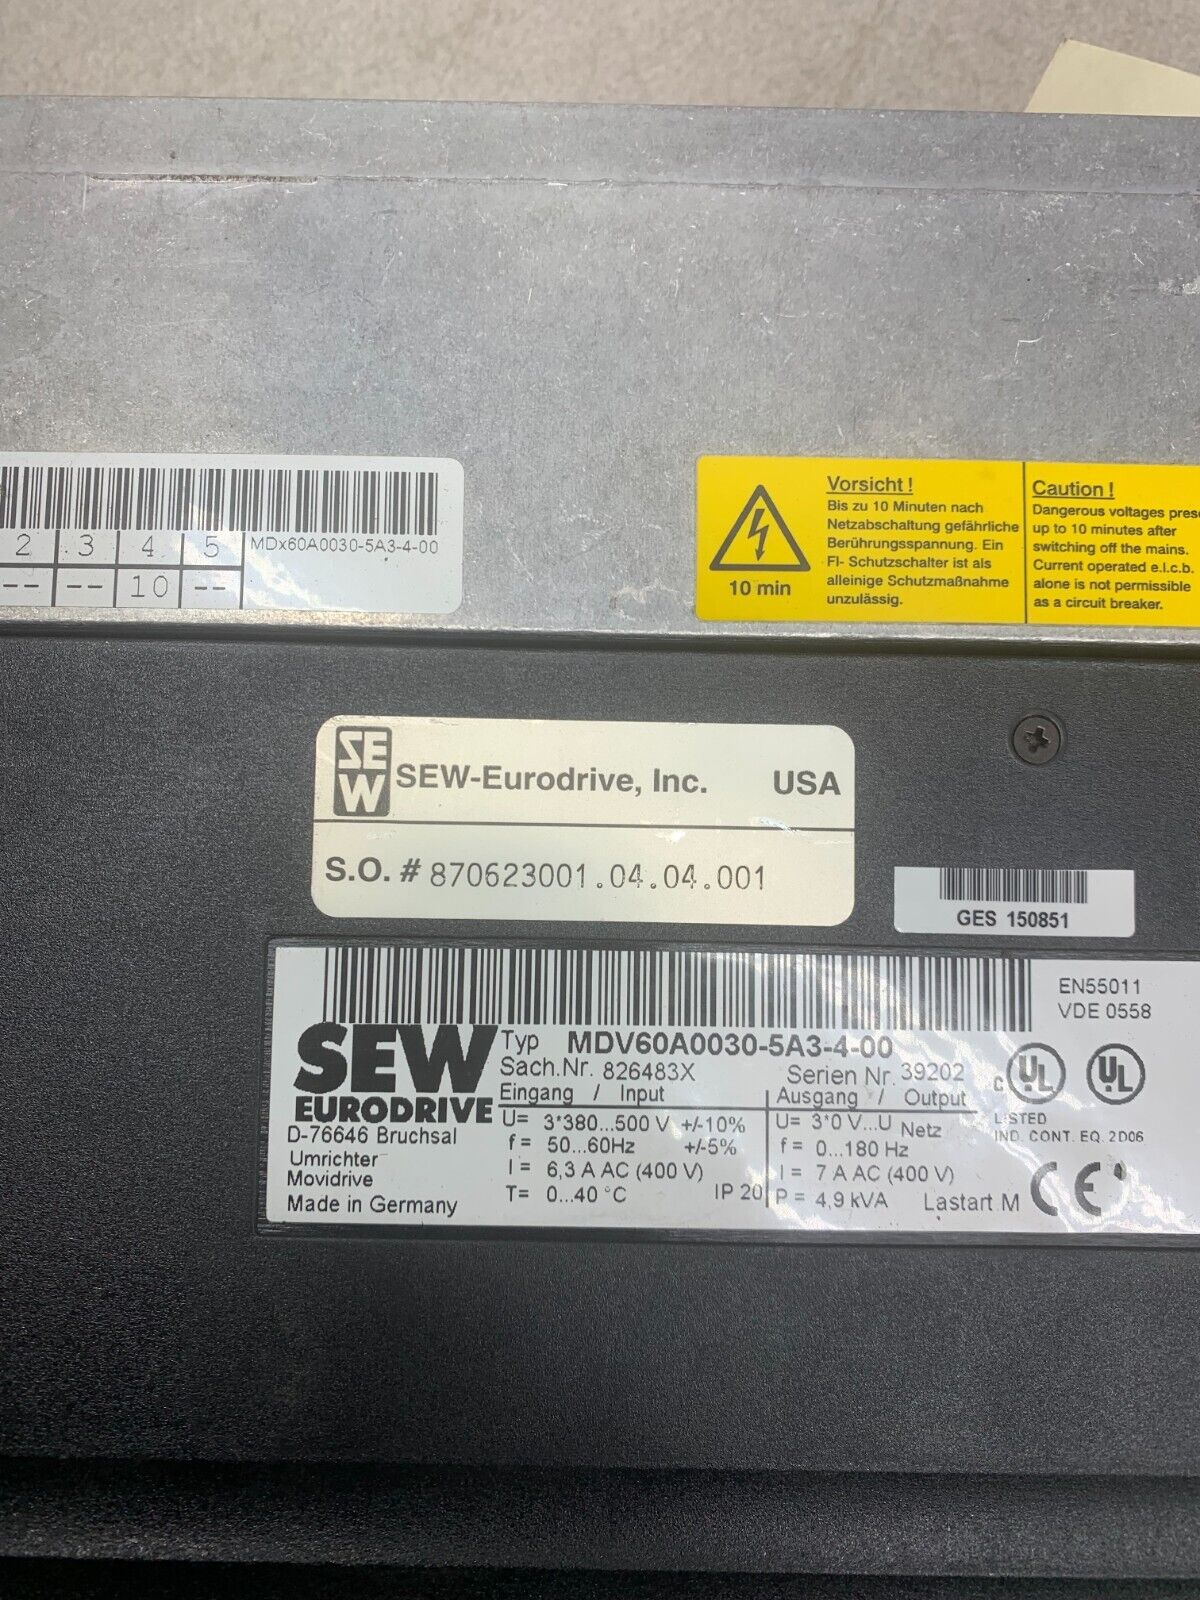 2 3 4 5 MDx60A0030-5A3-4-00
-- -- 10 --
Vorsicht !
Bis zu 10 Minuten nach
Netzabschaltung gefährliche
Berührungsspannung. Ein
FI- Schutzschalter ist als
alleinige Schutzmaßnahme
unzulässig.
10 min
Caution !
Dangerous voltages prese
up to 10 minutes after
switching off the mains.
Current operated e.l.c.b.
alone is not permissible
as a circuit breaker.
SEW SEW-Eurodrive, Inc. USA
S.O. # 870623001.04.04.001
GES 150851
EN55011
VDE 0558
SEW
EURODRIVE
D-76646 Bruchsal
Umrichter
Movidrive
Made in Germany
Typ MDV60A0030-5A3-4-00
Sach.Nr. 826483X Serien Nr. 39202
Eingang / Input
U= 3*380...500 V +/-10%
f = 50...60Hz +/-5%
I = 6,3 A AC (400 V)
T= 0...40 °C IP 20
Ausgang / Output
U= 3*0 V...U Netz
f = 0...180 Hz
I = 7 A AC (400 V)
P = 4,9 kVA Lastart M
c UL UL
LISTED
IND. CONT. EQ. 2D06
CE